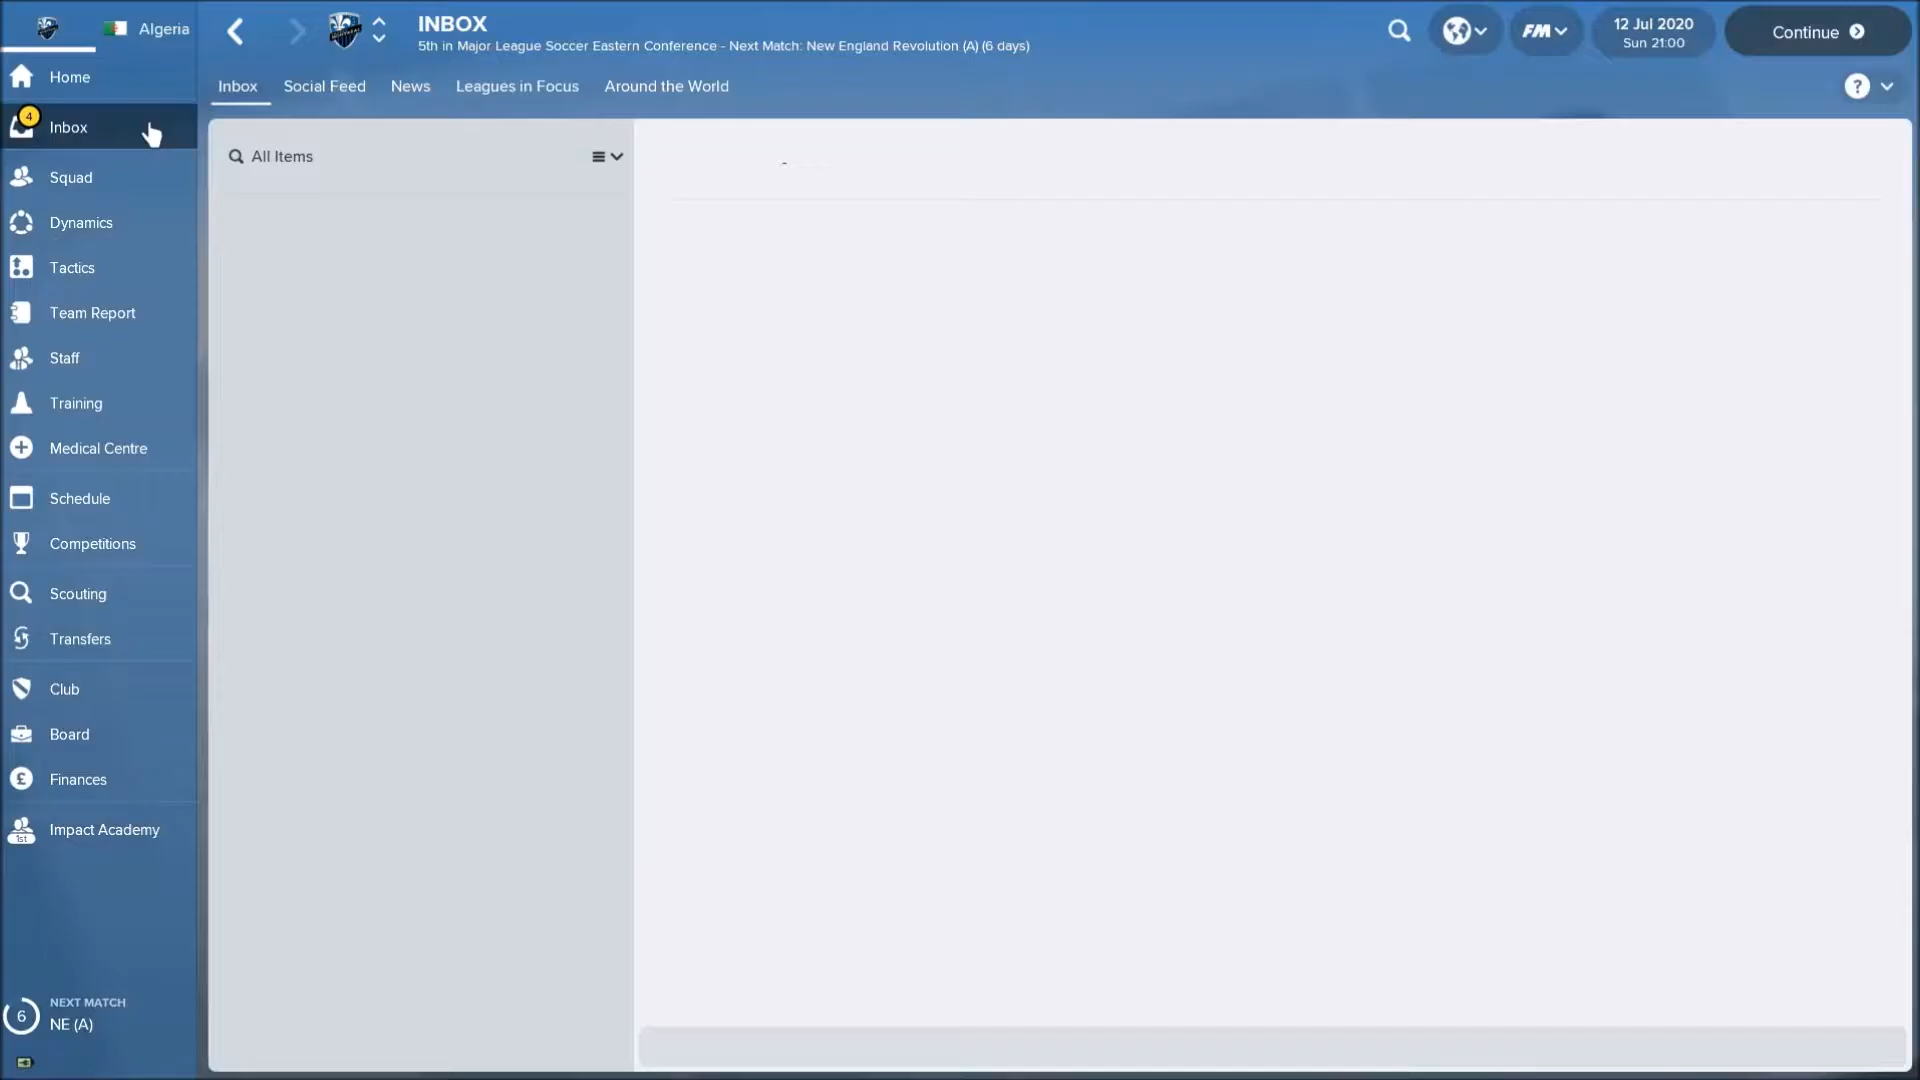 Algeria
INBOX
5th in Major League Soccer Eastern Conference - Next Match: New England Revolution (A) (6 days)
FM
12 Jul 2020
Sun 21:00
Continue
Home
4
Inbox
Squad
Dynamics
Tactics
Team Report
Staff
Training
Medical Centre
Schedule
Competitions
Scouting
Transfers
Club
Board
£
Finances
1st
Impact Academy
6
NEXT MATCH
NE (A)
Inbox
Social Feed
News
Leagues in Focus
Around the World
?
All Items